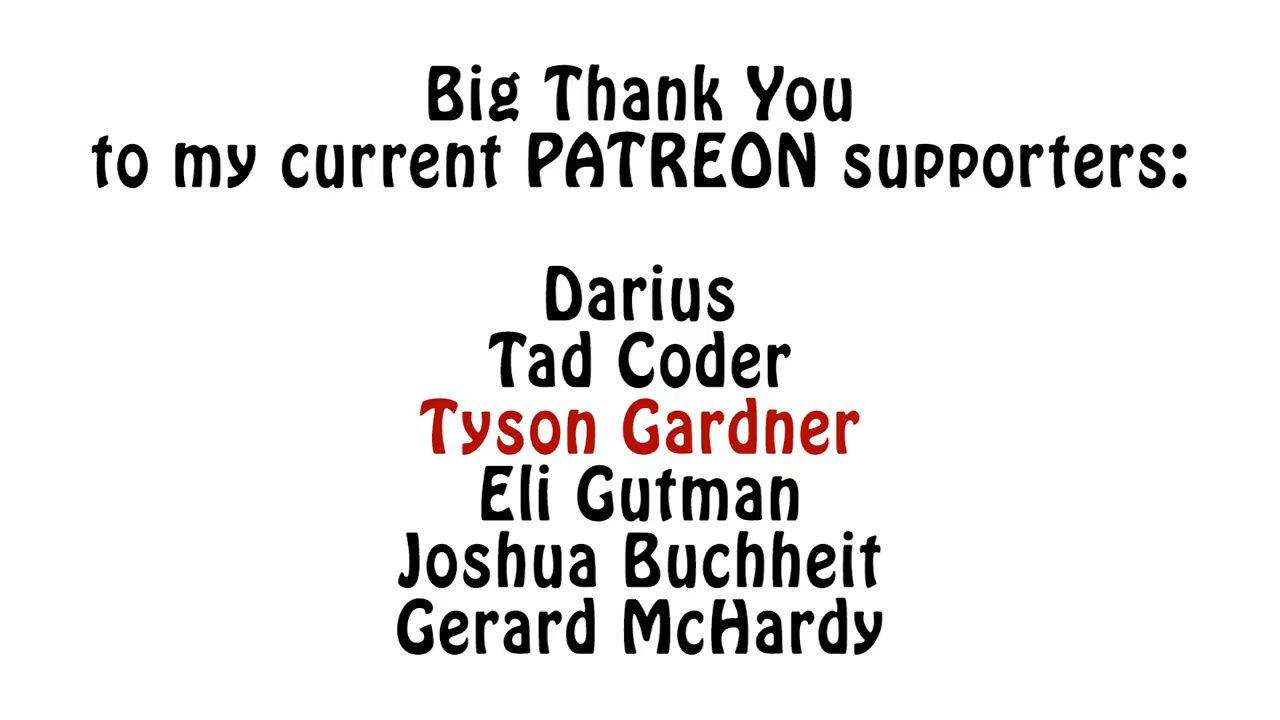 Big Thank You
to my current PATREON supporters:
Darius
Tad Coder
Tyson Gardner
Eli Gutman
Joshua Buchheit
Gerard McHardy